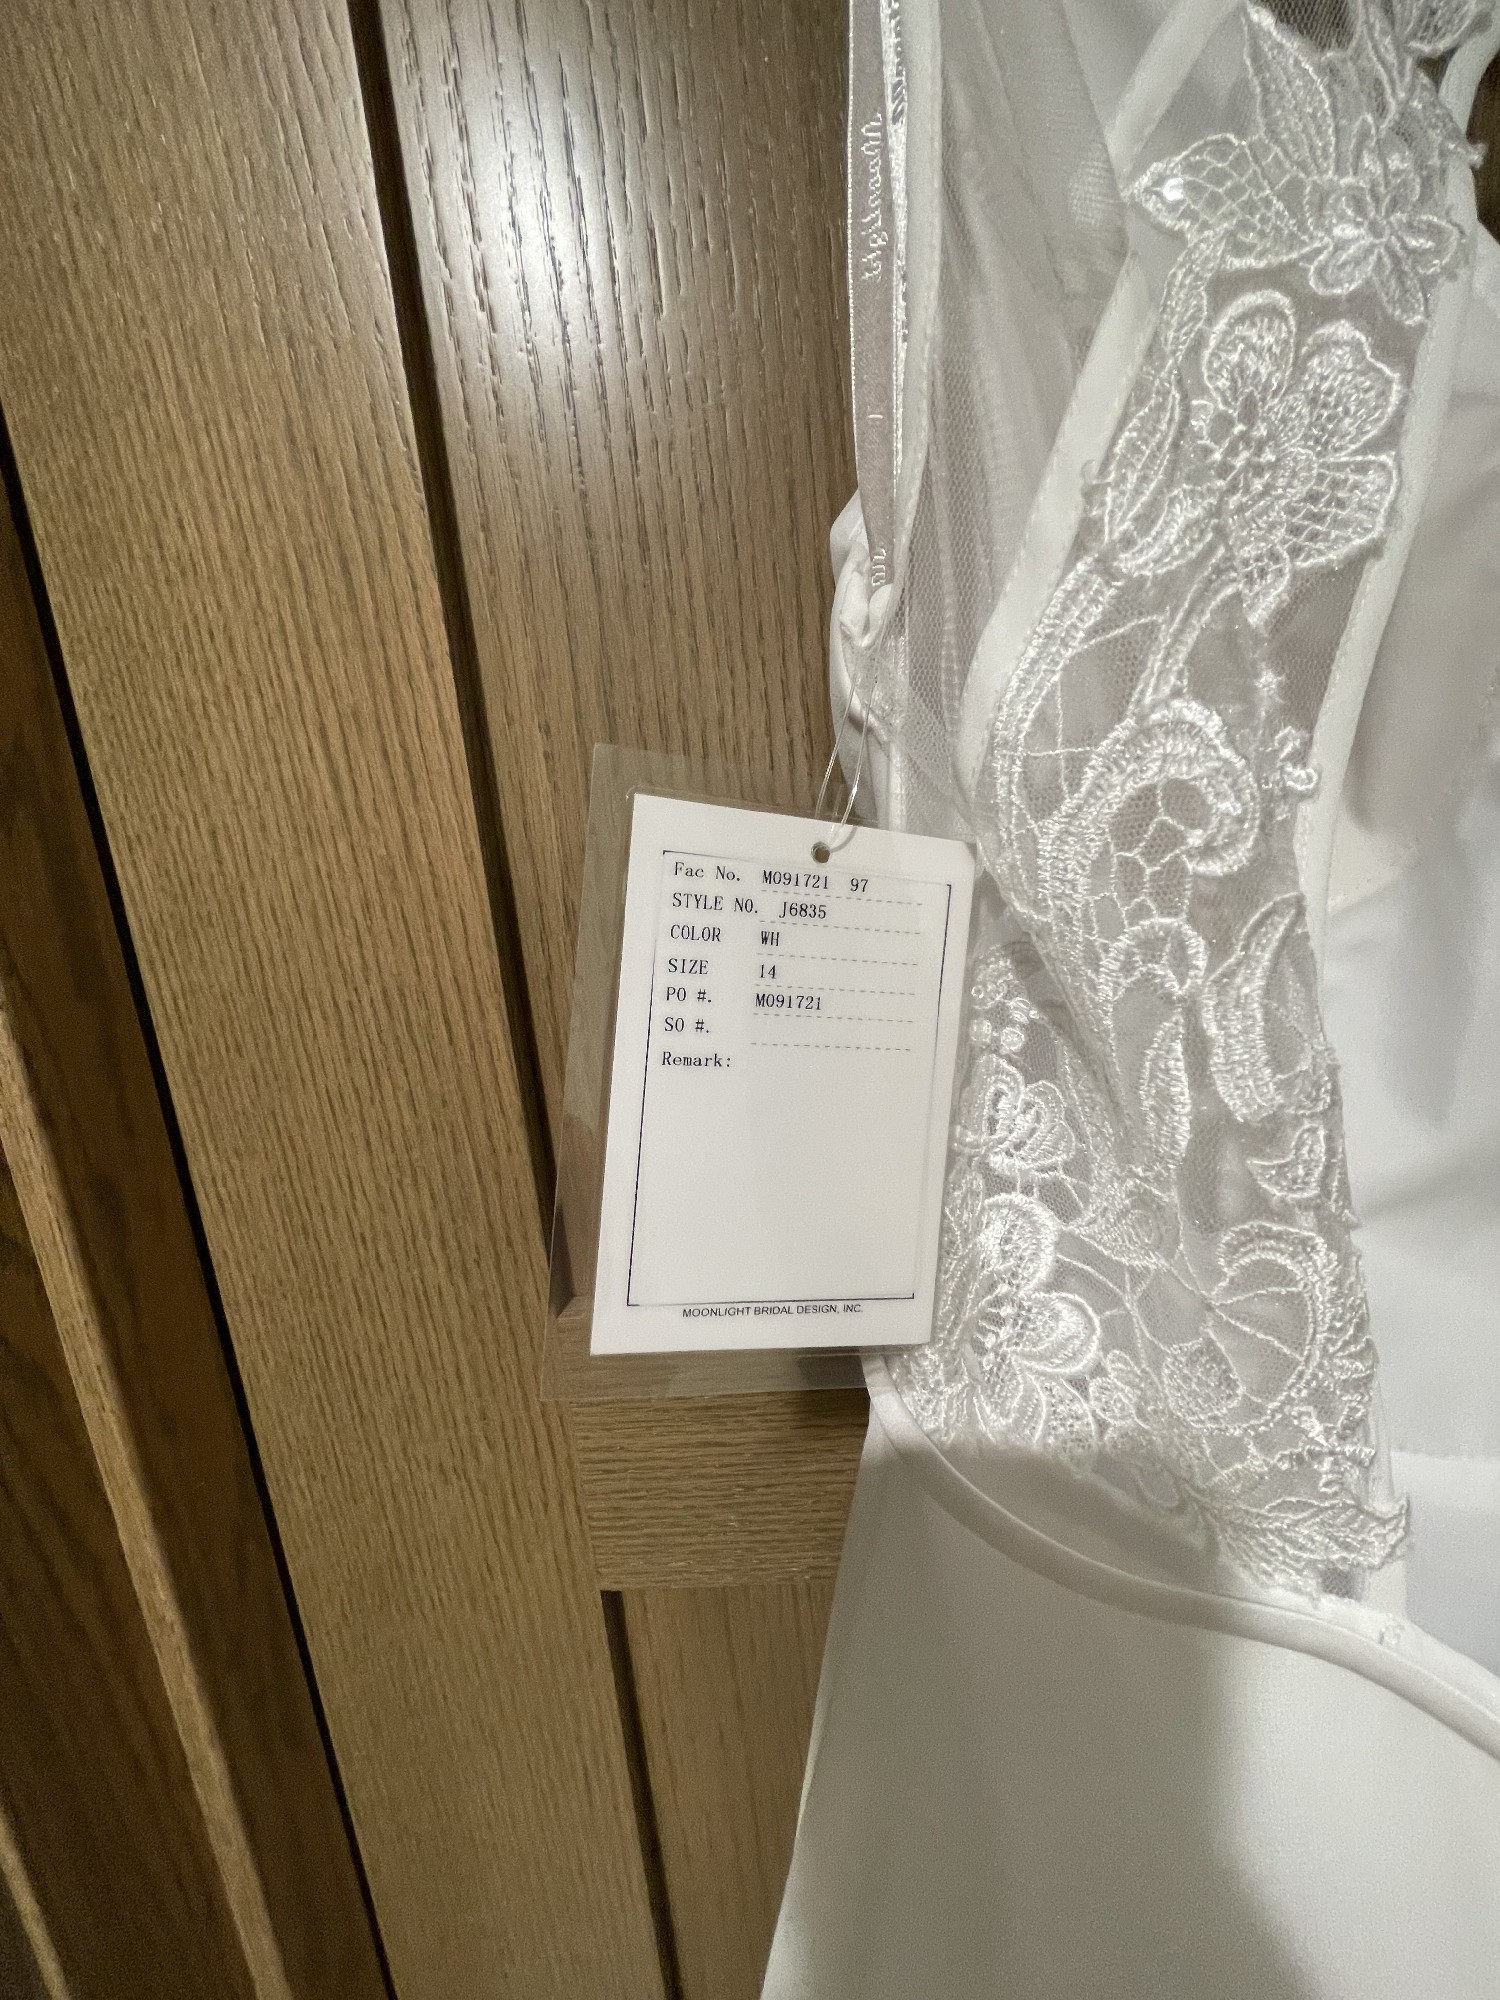 Moonlight
Fac No. M091721 97
STYLE NO. J6835
COLOR WH
SIZE 14
PO #. M091721
SO #.
Remark:
MOONLIGHT BRIDAL DESIGN, INC.